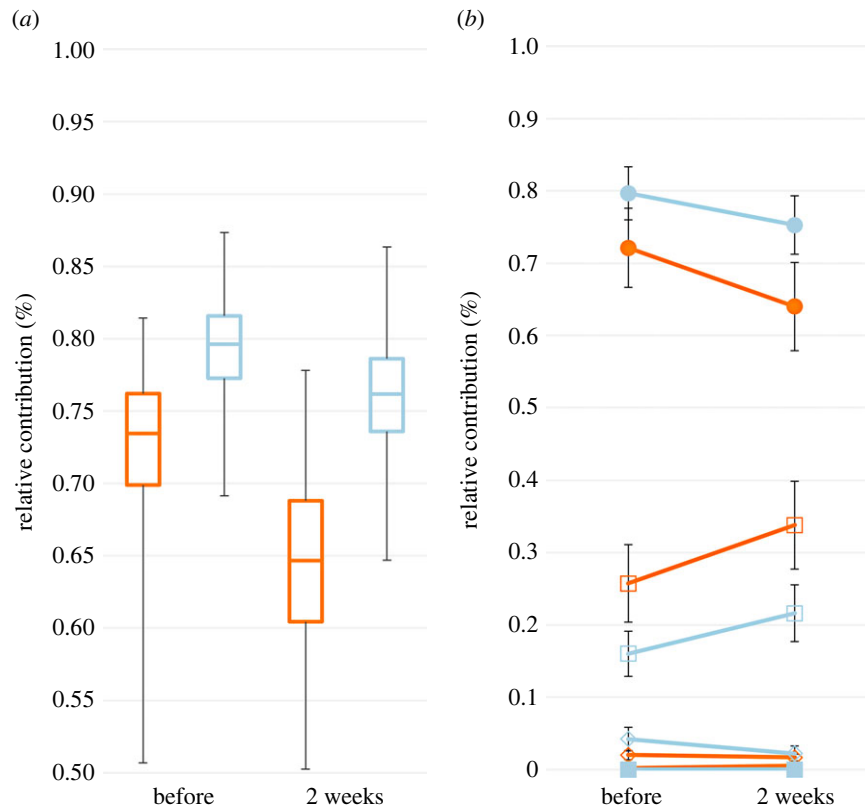 (a)
1.00
0.95
0.90
0.85
0.80
0.75
0.70
0.65
0.60
0.55
0.50
relative contribution (%)
before
2 weeks
(b)
1.0
0.9
0.8
0.7
0.6
0.5
0.4
0.3
0.2
0.1
0
relative contribution (%)
before
2 weeks